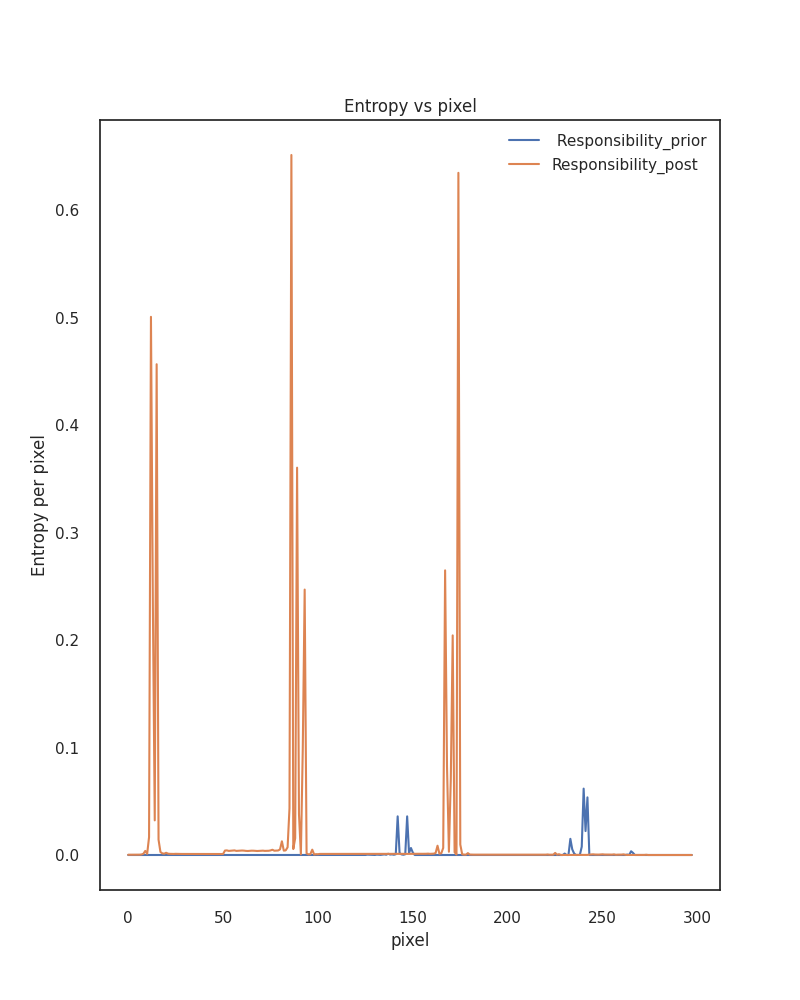 Entropy vs pixel
Responsibility_prior
Responsibility_post
Entropy per pixel
0.6
0.5
0.4
0.3
0.2
0.1
0.0
0 50 100 150 200 250 300
pixel